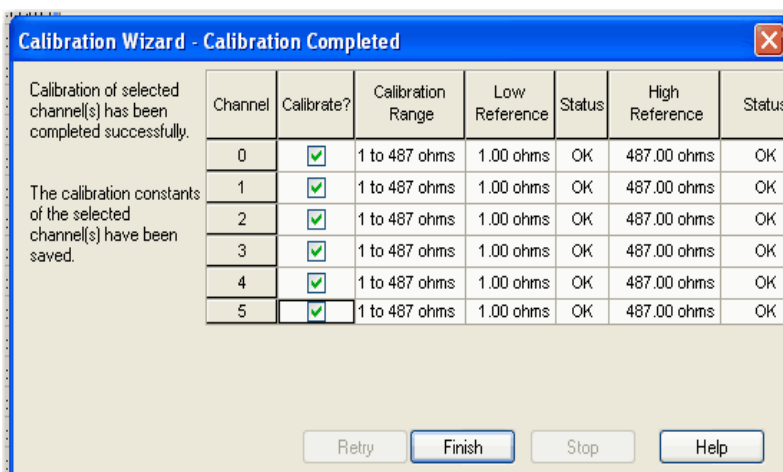 Calibration Wizard - Calibration Completed
Calibration of selected
channel(s) has been
completed successfully.
The calibration constants
of the selected
channel(s) have been
saved.
Channel Calibrate? Calibration Range Low Reference Status High Reference Status
0 1 to 487 ohms 1.00 ohms OK 487.00 ohms OK
1 1 to 487 ohms 1.00 ohms OK 487.00 ohms OK
2 1 to 487 ohms 1.00 ohms OK 487.00 ohms OK
3 1 to 487 ohms 1.00 ohms OK 487.00 ohms OK
4 1 to 487 ohms 1.00 ohms OK 487.00 ohms OK
5 1 to 487 ohms 1.00 ohms OK 487.00 ohms OK
Retry Finish Stop Help